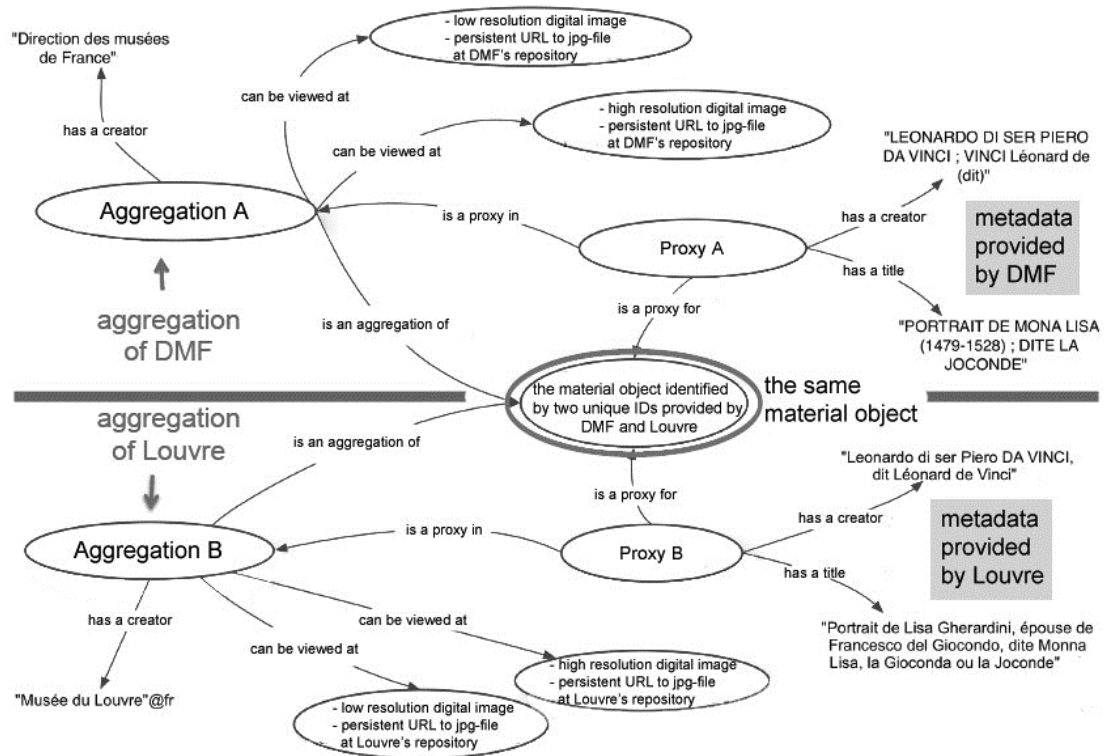 - low resolution digital image
- persistent URL to jpg-file
at DMF's repository
"Direction des musées
de France"
can be viewed at
- high resolution digital image
- persistent URL to jpg-file
at DMF's repository
has a creator
can be viewed at
"LEONARDO DI SER PIERO
DA VINCI ; VINCI Léonard de
(dit)"
Aggregation A
is a proxy in
has a creator
metadata
provided
by DMF
Proxy A
has a title
aggregation
of DMF
is an aggregation of
is a proxy for
"PORTRAIT DE MONA LISA
(1479-1528) ; DITE LA
JOCONDE"
the material object identified
by two unique IDs provided by
DMF and Louvre
the same
material object
aggregation
of Louvre
is an aggregation of
"Leonardo di ser Piero DA VINCI,
dit Léonard de Vinci"
is a proxy for
has a creator
metadata
provided
by Louvre
Aggregation B
is a proxy in
Proxy B
has a title
has a creator
can be viewed at
can be viewed at
"Portrait de Lisa Gherardini, épouse de
Francesco del Giocondo, dite Monna
Lisa, la Gioconda ou la Joconde"
- high resolution digital image
- persistent URL to jpg-file
at Louvre's repository
"Musée du Louvre"@fr
- low resolution digital image
- persistent URL to jpg-file
at Louvre's repository